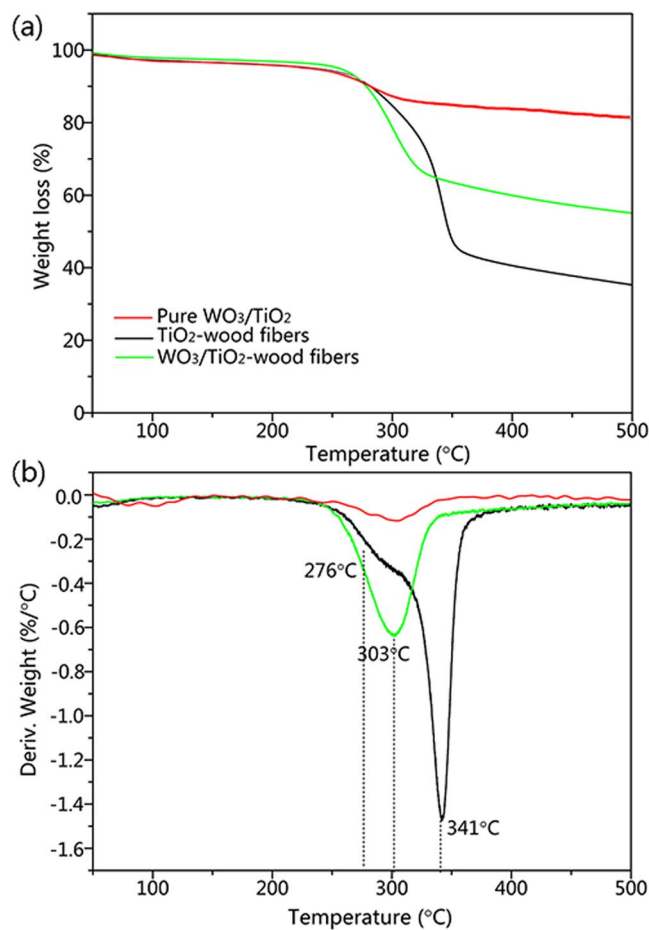 (a)
100
80
60
40
20
0
Weight loss (%)
Pure WO₃/TiO₂
TiO₂-wood fibers
WO₃/TiO₂-wood fibers
100 200 300 400 500
Temperature (°C)
(b)
0.0
-0.2
-0.4
-0.6
-0.8
-1.0
-1.2
-1.4
-1.6
Deriv. Weight (%/°C)
276°C
303°C
341°C
100 200 300 400 500
Temperature (°C)